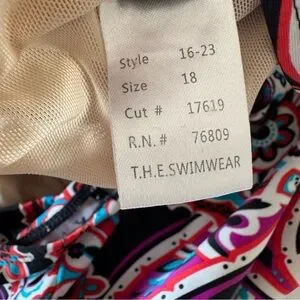 Style 16-23
Size 18
Cut # 17619
R.N.# 76809
T.H.E.SWIMWEAR